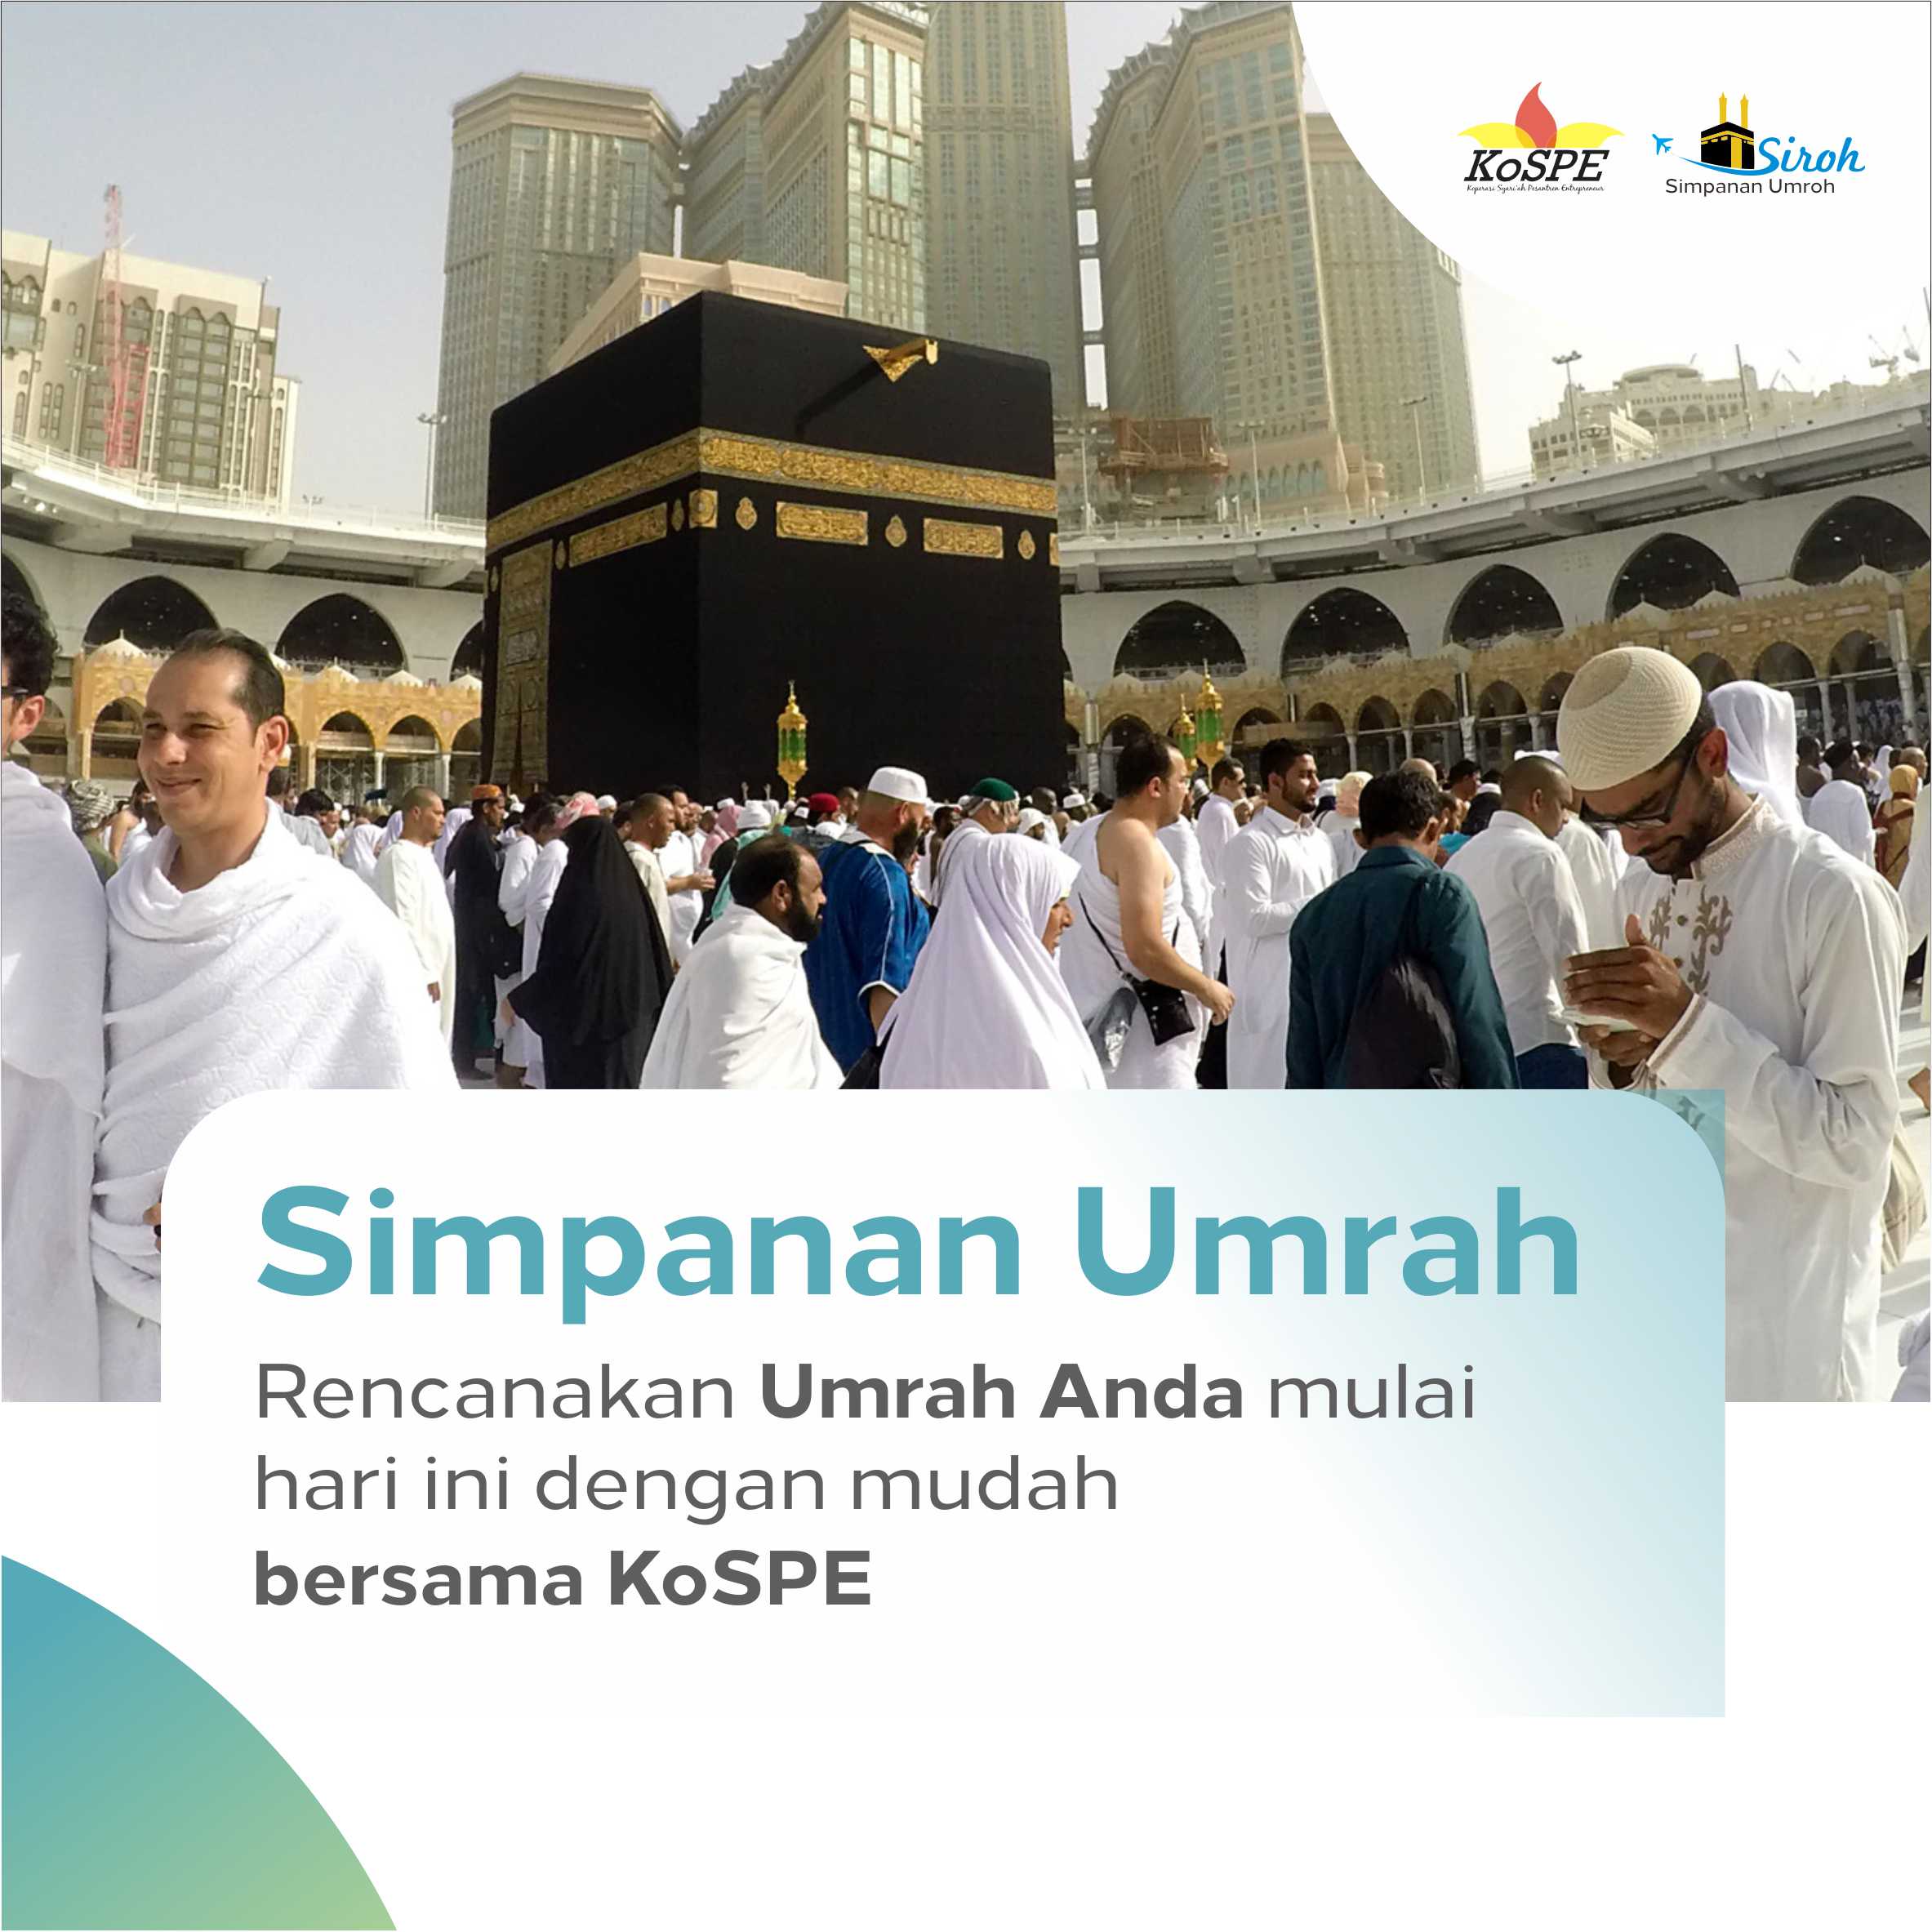 KoSPE
Koperasi Syari'ah Pesantren Entrepreneur
Siroh
Simpanan Umroh
Simpanan Umrah
Rencanakan Umrah Anda mulai
hari ini dengan mudah
bersama KoSPE